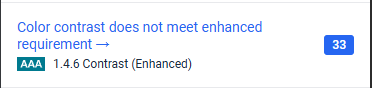 Color contrast does not meet enhanced
requirement →
33
AAA 1.4.6 Contrast (Enhanced)